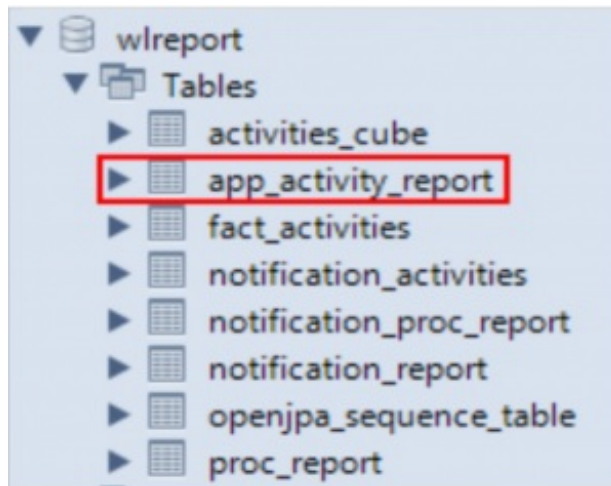 wlreport
Tables
activities_cube
app_activity_report
fact_activities
notification_activities
notification_proc_report
notification_report
openjpa_sequence_table
proc_report